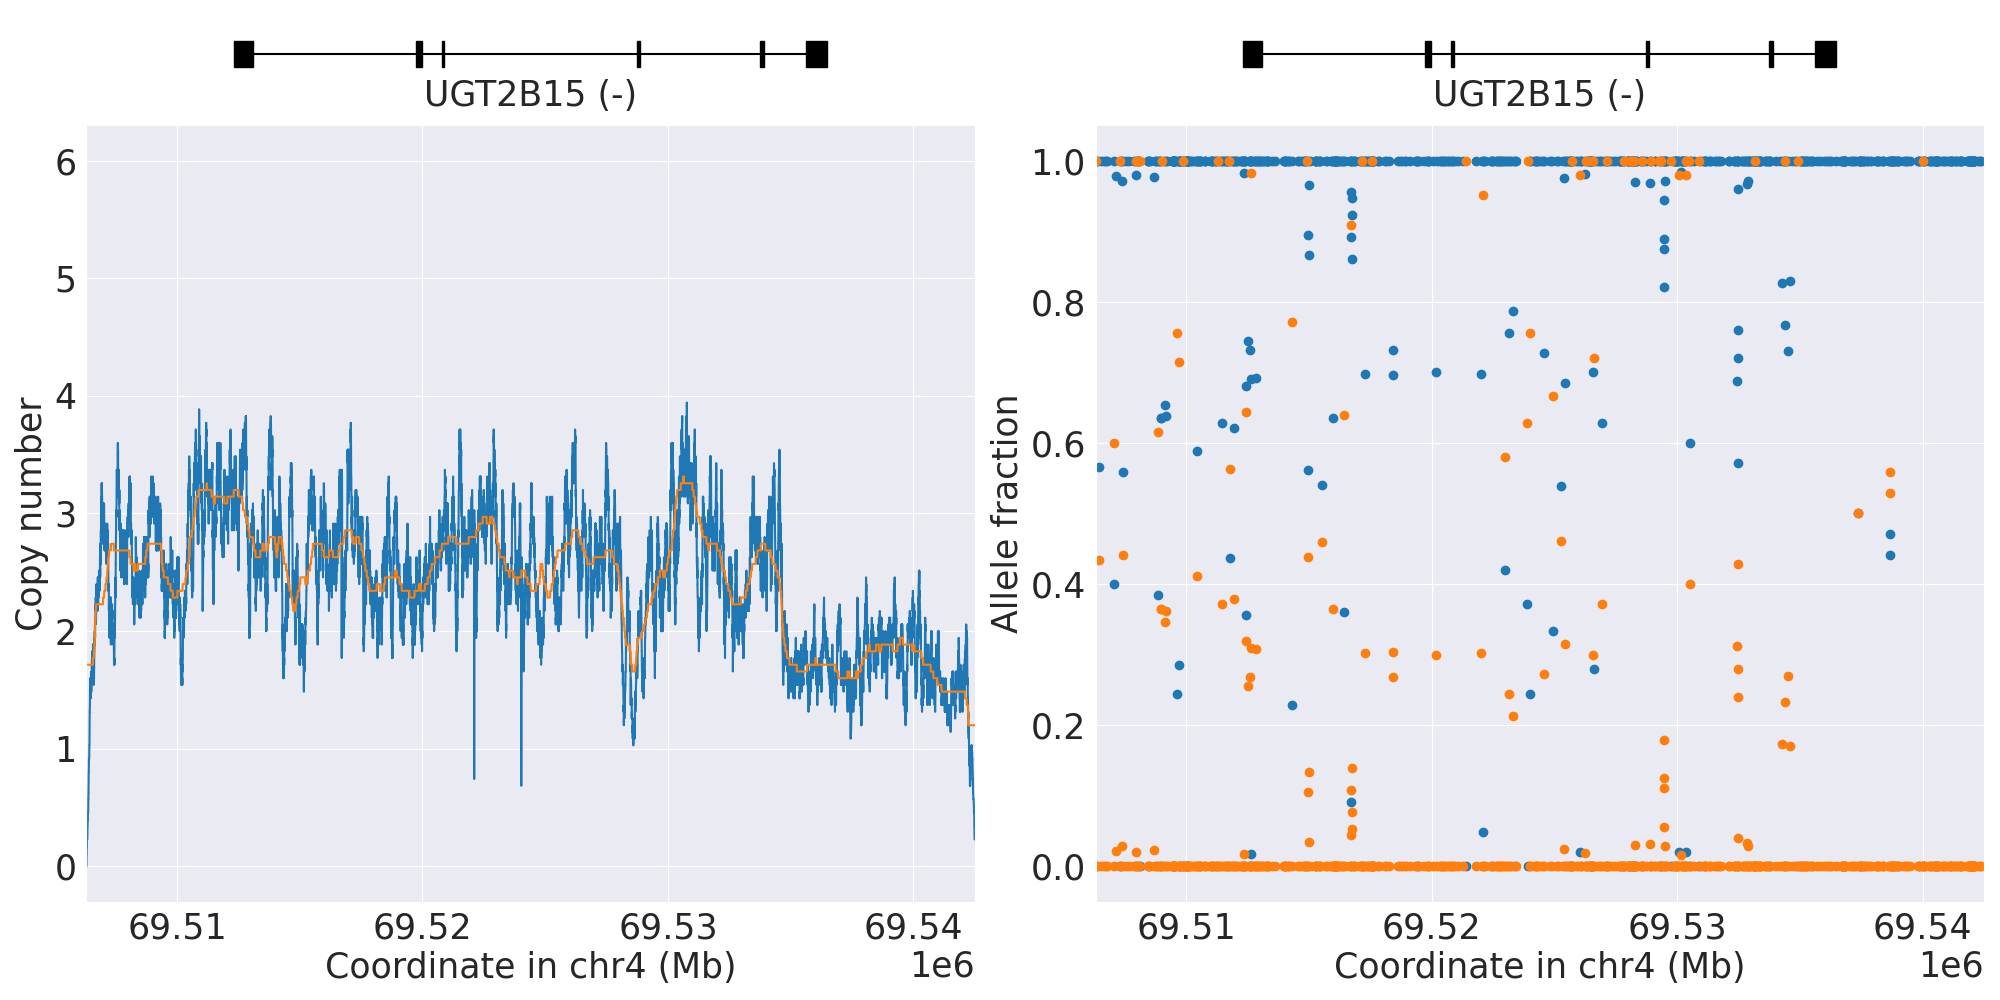 UGT2B15 (-)
6
5
4
3
2
1
0
Copy number
69.51 69.52 69.53 69.54
Coordinate in chr4 (Mb)
1e6
UGT2B15 (-)
1.0
0.8
0.6
0.4
0.2
0.0
Allele fraction
69.51 69.52 69.53 69.54
Coordinate in chr4 (Mb)
1e6